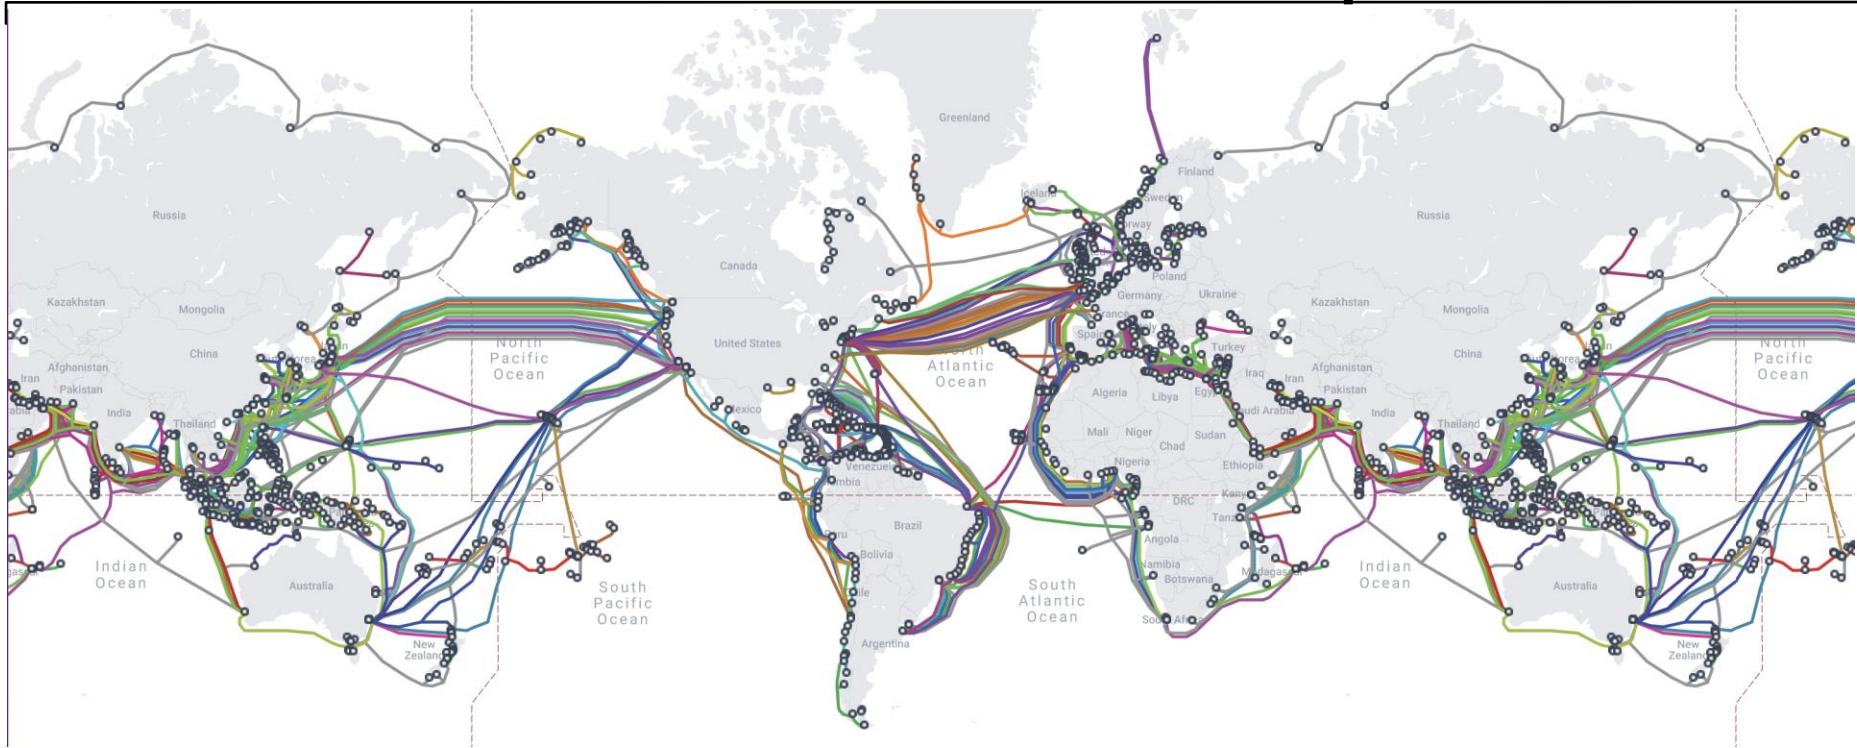 Greenland
Iceland
Finland
Russia
Russia
Canada
Poland
Kazakhstan
Mongolia
Germany
Ukraine
Kazakhstan
Mongolia
North
Pacific
Ocean
United States
Atlantic
Ocean
Turkey
China
North
Pacific
Ocean
China
Afghanistan
Iran
Pakistan
India
Thailand
Algeria
Libya
Iraq
Iran
Afghanistan
Pakistan
India
Thailand
Mali
Niger
Chad
Sudan
Nigeria
Ethiopia
DRC
Brazil
Bolivia
Angola
Namibia
Botswana
Indian
Ocean
Australia
South
Pacific
Ocean
South
Atlantic
Ocean
Indian
Ocean
Australia
Argentina
New
Zealand
New
Zealand